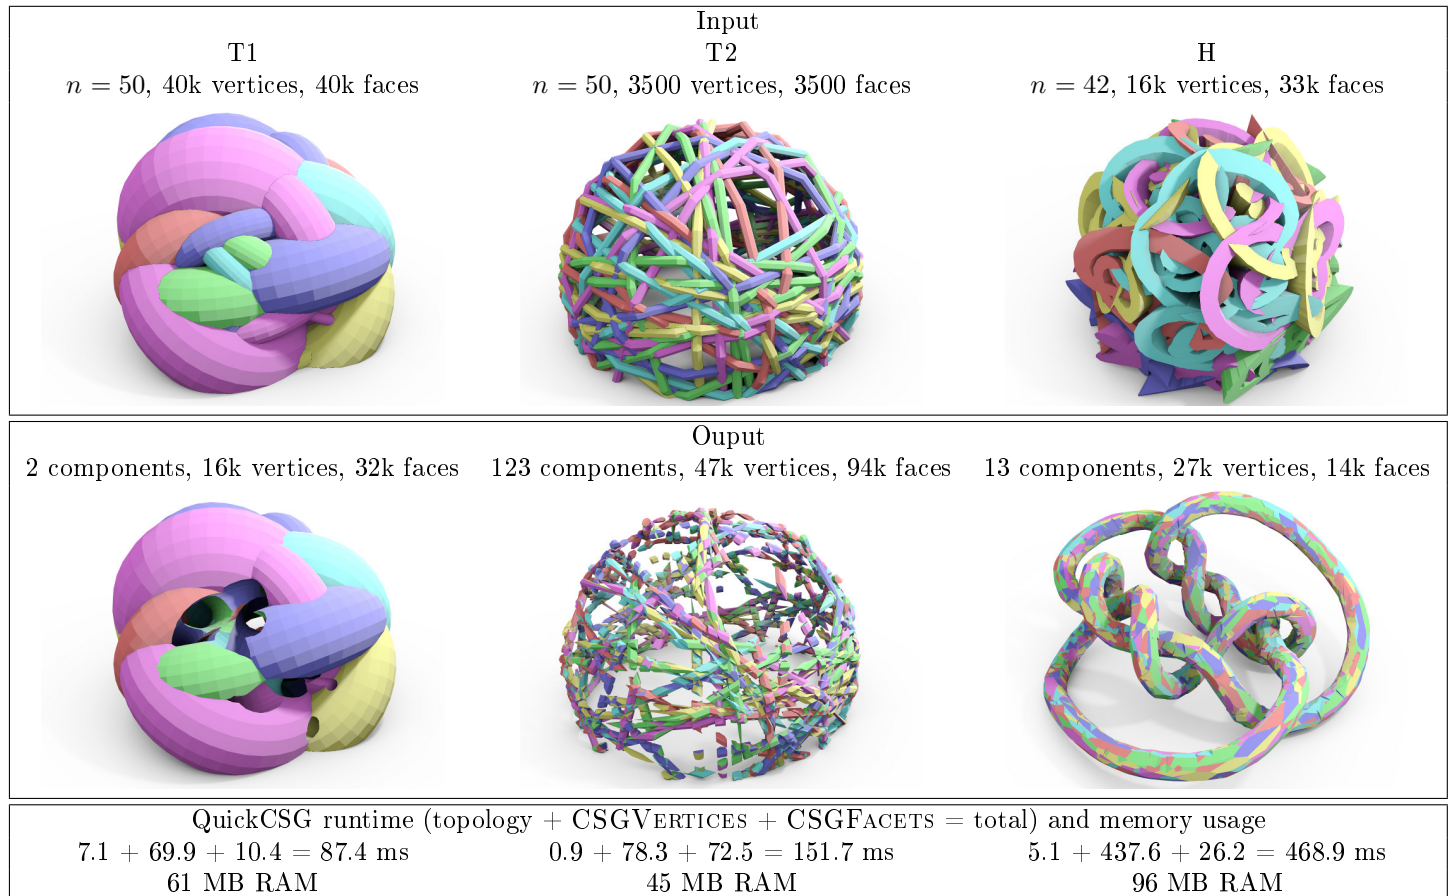 Input
T1 T2 H
n = 50, 40k vertices, 40k faces n = 50, 3500 vertices, 3500 faces n = 42, 16k vertices, 33k faces
Ouput
2 components, 16k vertices, 32k faces 123 components, 47k vertices, 94k faces 13 components, 27k vertices, 14k faces
QuickCSG runtime (topology + CSGVERTICES + CSGFACETS = total) and memory usage
7.1 + 69.9 + 10.4 = 87.4 ms 0.9 + 78.3 + 72.5 = 151.7 ms 5.1 + 437.6 + 26.2 = 468.9 ms
61 MB RAM 45 MB RAM 96 MB RAM